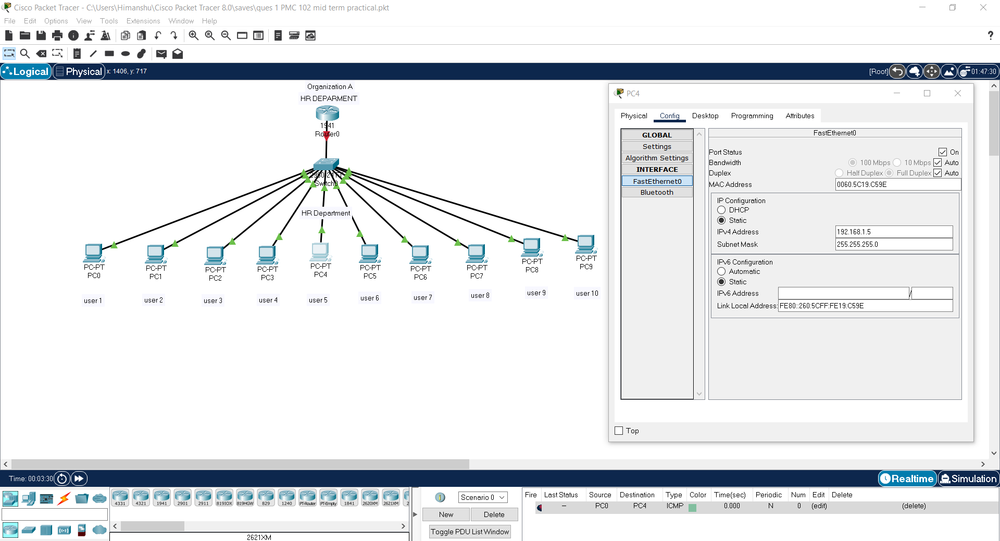 Cisco Packet Tracer - C:\Users\Himanshu\Cisco Packet Tracer 8.0\saves\ques 1 PMC 102 mid term practical.pkt
File Edit Options View Tools Extensions Window Help
?
Logical Physical x: 1406, y: 717
[Root] 01:47:30
Organization A
HR DEPARMENT
1941
Router0
Switch0
HR Department
PC-PT
PC0
PC-PT
PC1
PC-PT
PC2
PC-PT
PC3
PC-PT
PC4
PC-PT
PC5
PC-PT
PC6
PC-PT
PC7
PC-PT
PC8
PC-PT
PC9
user 1
user 2
user 3
user 4
user 5
user 6
user 7
user 8
user 9
user 10
PC4
Physical Config Desktop Programming Attributes
GLOBAL
Settings
Algorithm Settings
INTERFACE
FastEthernet0
Bluetooth
FastEthernet0
Port Status On
Bandwidth 100 Mbps 10 Mbps Auto
Duplex Half Duplex Full Duplex Auto
MAC Address 0060.5C19.C59E
IP Configuration
DHCP
Static
IPv4 Address 192.168.1.5
Subnet Mask 255.255.255.0
IPv6 Configuration
Automatic
Static
IPv6 Address /
Link Local Address: FE80::260:5CFF:FE19:C59E
Top
Time: 00:03:30
Realtime Simulation
4331 4321 1941 2901 2911 819IOX 819HGW 829 1240 PT-Router PT-Empty 1841 2620XM 2621XM 2
2621XM
Scenario 0
New Delete
Toggle PDU List Window
Fire Last Status Source Destination Type Color Time(sec) Periodic Num Edit Delete
-- PC0 PC4 ICMP 0.000 N 0 (edit) (delete)